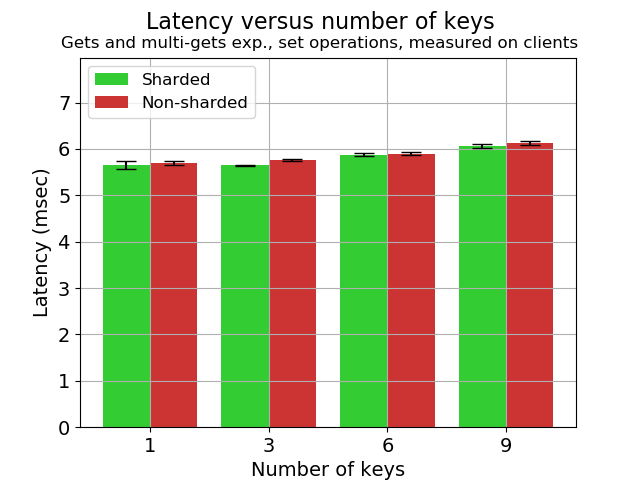 Latency versus number of keys
Gets and multi-gets exp., set operations, measured on clients
Sharded
Non-sharded
Latency (msec)
7
6
5
4
3
2
1
0
1 3 6 9
Number of keys